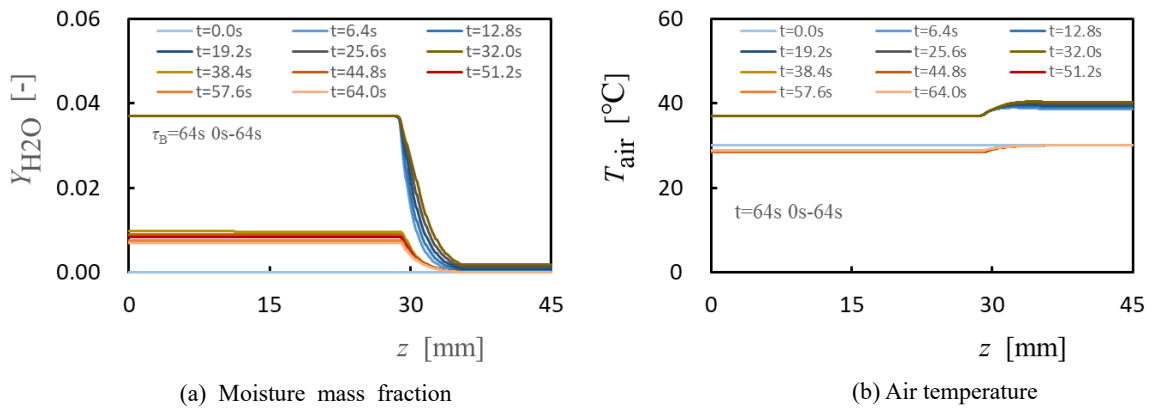 0.06
t=0.0s t=6.4s t=12.8s
t=19.2s t=25.6s t=32.0s
t=38.4s t=44.8s t=51.2s
t=57.6s t=64.0s
0.04
0.02
0.00
τB=64s 0s-64s
YH2O [-]
0 15 30 45
z [mm]
(a) Moisture mass fraction
60
t=0.0s t=6.4s t=12.8s
t=19.2s t=25.6s t=32.0s
t=38.4s t=44.8s t=51.2s
t=57.6s t=64.0s
40
20
0
t=64s 0s-64s
Tair [°C]
0 15 30 45
z [mm]
(b) Air temperature